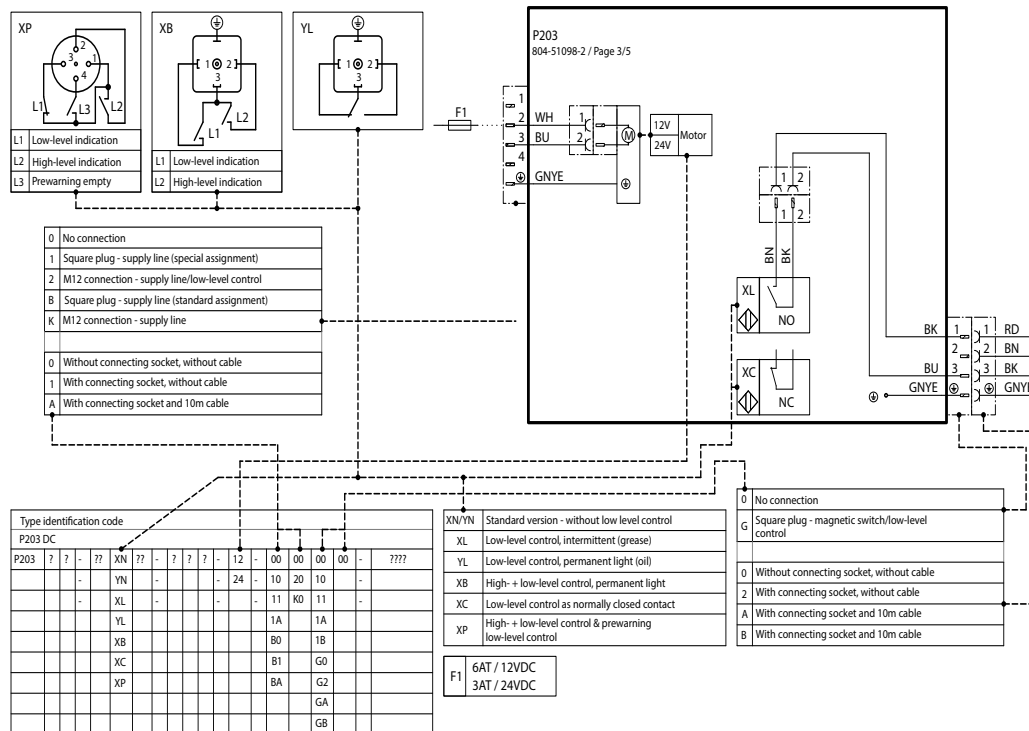 XP
2
3
1
4
L1
L3
L2
L1 Low-level indication
L2 High-level indication
L3 Prewarning empty
XB
1 2
3
L1
L2
L1 Low-level indication
L2 High-level indication
YL
1 2
3
P203
804-51098-2 / Page 3/5
F1
1
2 WH
3 BU
4
GNYE
1
2
M
12V
24V
Motor
1 2
1 2
BN
BK
XL
NO
XC
NC
BK 1 1 RD
2 2 BN
BU 3 3 BK
GNYE GNYE
0 No connection
1 Square plug - supply line (special assignment)
2 M12 connection - supply line/low-level control
B Square plug - supply line (standard assignment)
K M12 connection - supply line
0 Without connecting socket, without cable
1 With connecting socket, without cable
A With connecting socket and 10m cable
Type identification code
P203 DC
P203 ? ? - ?? XN ?? - ? ? ? - 12 - 00 00 00 00 - ????
- YN - - 24 - 10 20 10 -
- XL - - - 11 K0 11 -
YL 1A 1A
XB B0 1B
XC B1 G0
XP BA G2
GA
GB
XN/YN Standard version - without low level control
XL Low-level control, intermittent (grease)
YL Low-level control, permanent light (oil)
XB High- + low-level control, permanent light
XC Low-level control as normally closed contact
XP High- + low-level control & prewarning
low-level control
F1 6AT / 12VDC
3AT / 24VDC
0 No connection
G Square plug - magnetic switch/low-level
control
0 Without connecting socket, without cable
2 With connecting socket, without cable
A With connecting socket and 10m cable
B With connecting socket and 10m cable